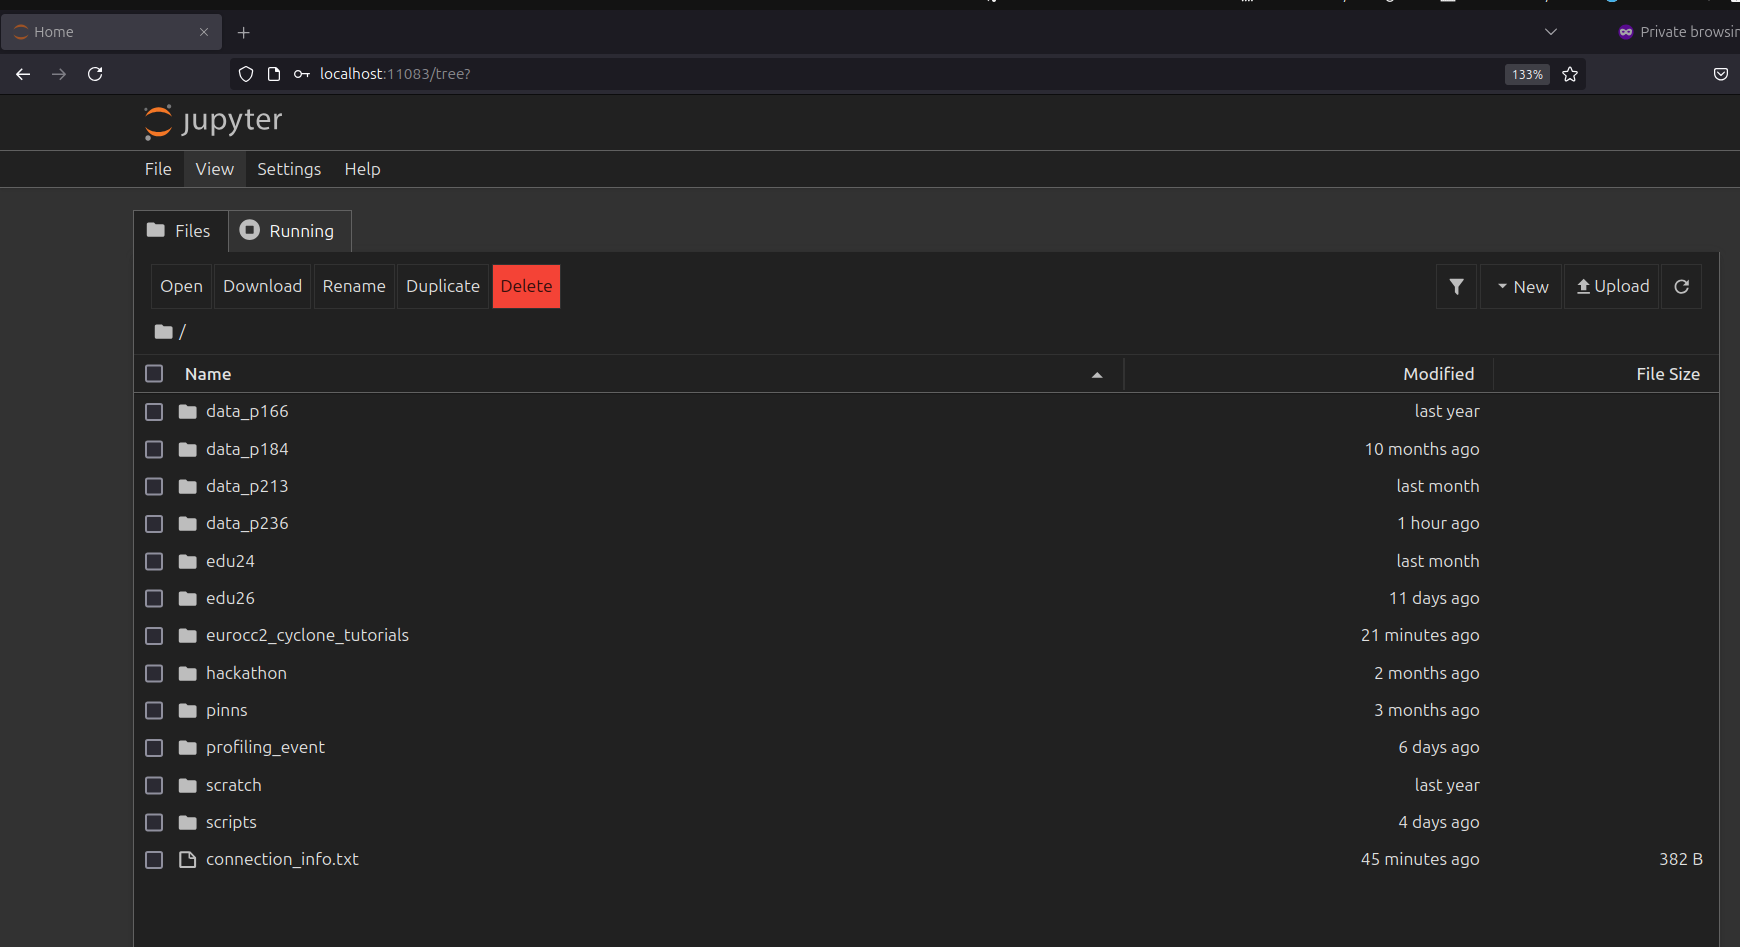 Home
Private browsin
localhost:11083/tree?
133%
jupyter
File View Settings Help
Files Running
Open Download Rename Duplicate Delete
New Upload
/
Name Modified File Size
data_p166 last year
data_p184 10 months ago
data_p213 last month
data_p236 1 hour ago
edu24 last month
edu26 11 days ago
eurocc2_cyclone_tutorials 21 minutes ago
hackathon 2 months ago
pinns 3 months ago
profiling_event 6 days ago
scratch last year
scripts 4 days ago
connection_info.txt 45 minutes ago 382 B